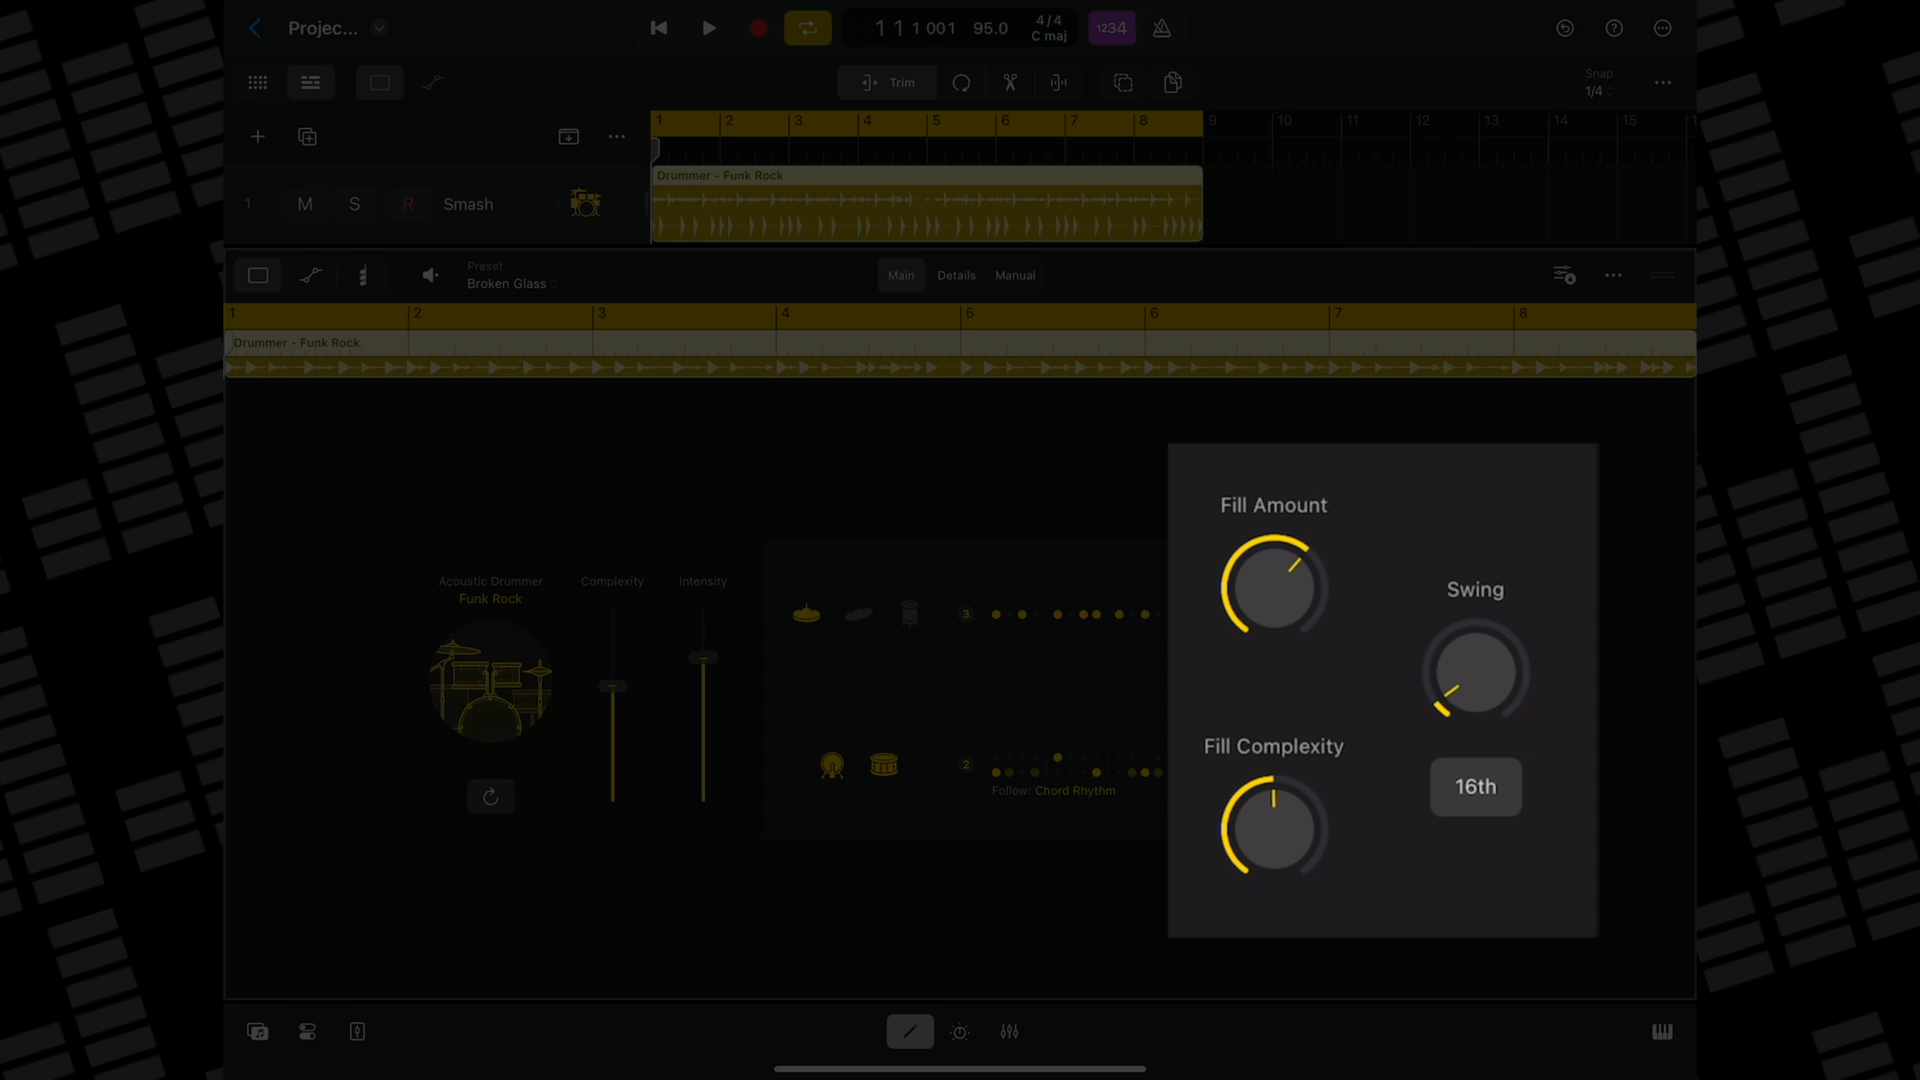 Projec...
1 1 1 001
95.0
4/4
C maj
1234
Trim
Snap
1/4
1 2 3 4 5 6 7 8 9 10 11 12 13 14 15
Drummer - Funk Rock
1 M S R Smash
Preset
Broken Glass
Main Details Manual
1 2 3 4 5 6 7 8
Drummer - Funk Rock
Acoustic Drummer
Funk Rock
Complexity
Intensity
3
2
Follow: Chord Rhythm
Fill Amount
Swing
Fill Complexity
16th